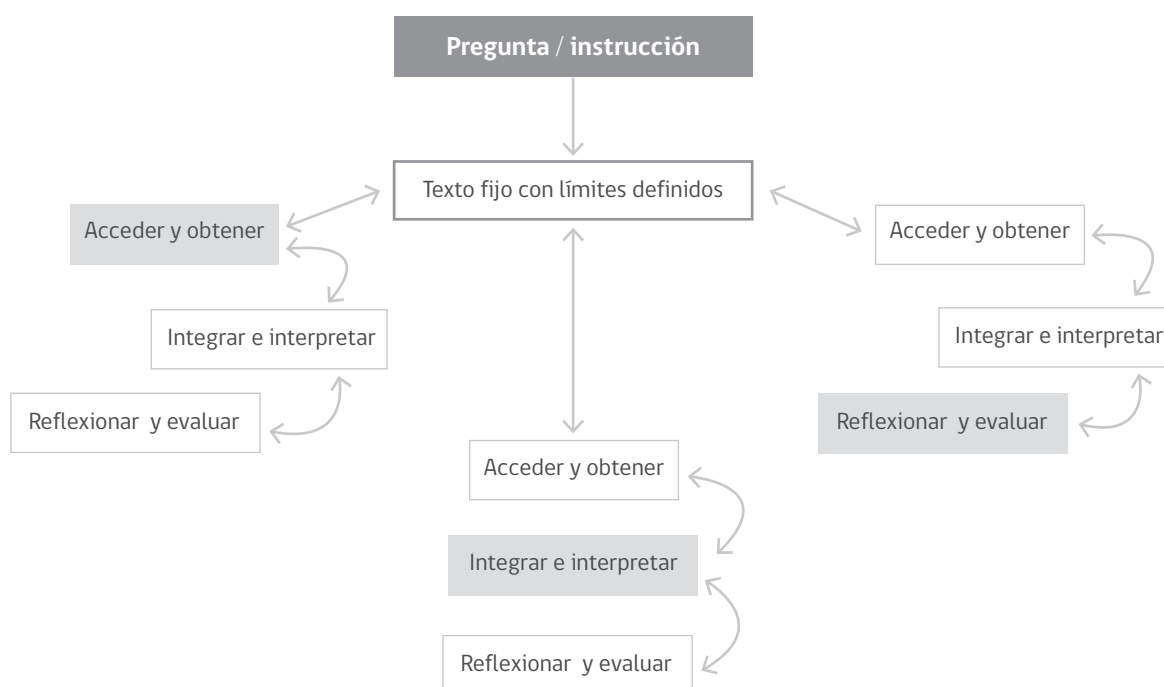 Pregunta / instrucción
Texto fijo con límites definidos
Acceder y obtener
Integrar e interpretar
Reflexionar y evaluar
Acceder y obtener
Integrar e interpretar
Reflexionar y evaluar
Acceder y obtener
Integrar e interpretar
Reflexionar y evaluar